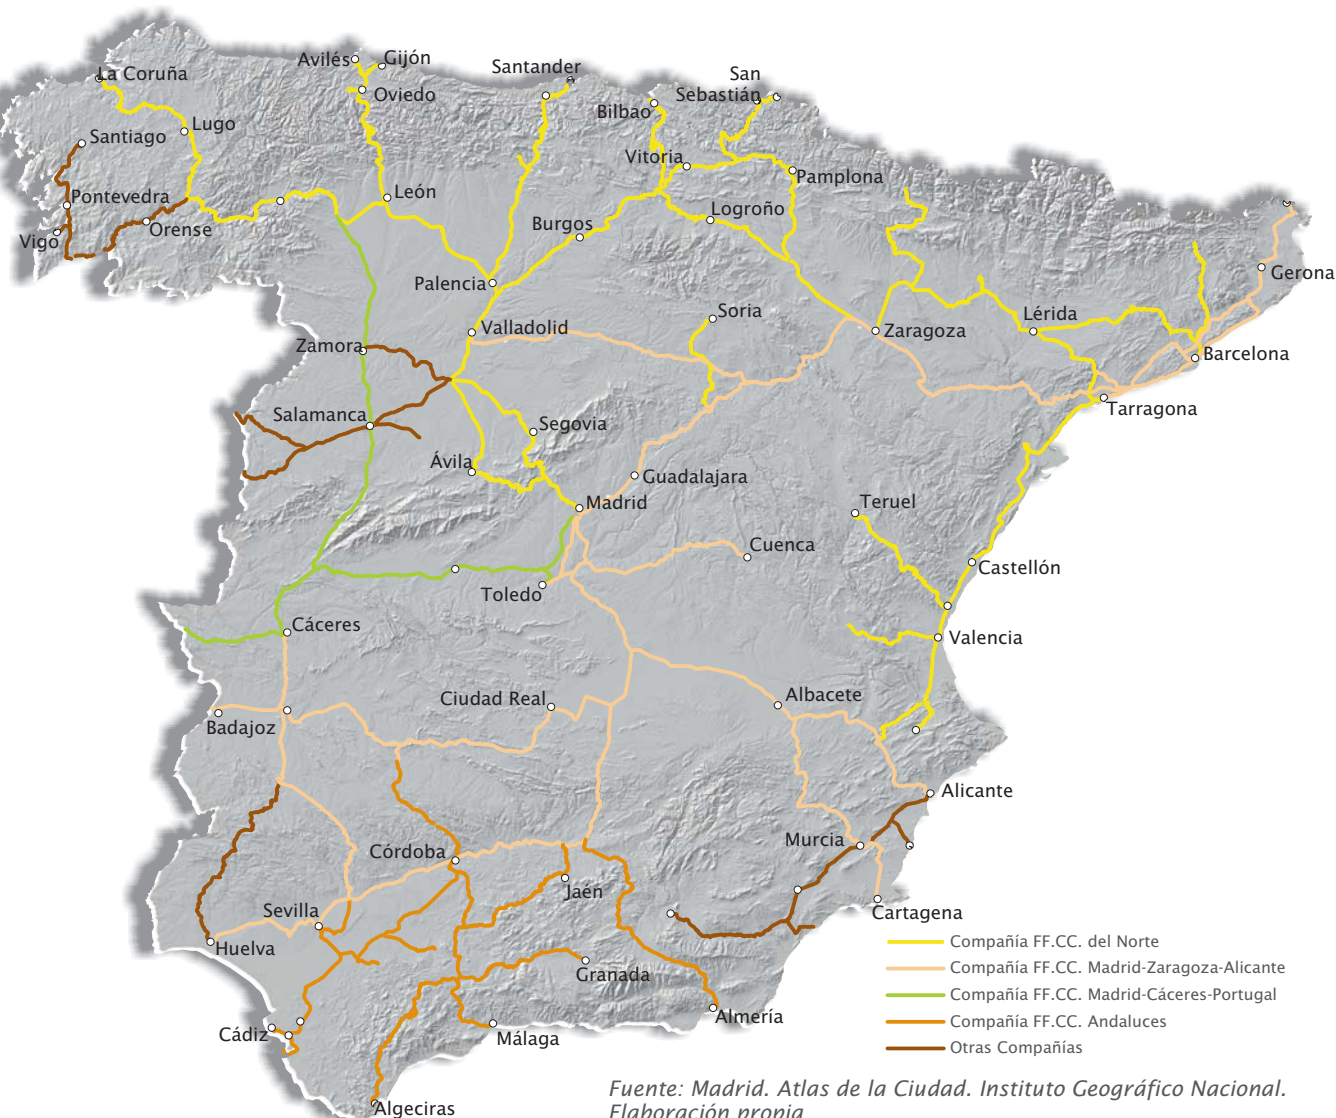 Avilés
Gijón
Santander
San
Sebastián
La Coruña
Oviedo
Bilbao
Lugo
Santiago
Vitoria
Pamplona
León
Pontevedra
Logroño
Orense
Burgos
Vigo
Gerona
Palencia
Soria
Lérida
Valladolid
Zaragoza
Zamora
Barcelona
Salamanca
Tarragona
Segovia
Ávila
Guadalajara
Madrid
Teruel
Cuenca
Castellón
Toledo
Cáceres
Valencia
Ciudad Real
Albacete
Badajoz
Alicante
Murcia
Córdoba
Jaén
Sevilla
Cartagena
Huelva
Granada
Almería
Cádiz
Málaga
Algeciras
Compañía FF.CC. del Norte
Compañía FF.CC. Madrid-Zaragoza-Alicante
Compañía FF.CC. Madrid-Cáceres-Portugal
Compañía FF.CC. Andaluces
Otras Compañías
Fuente: Madrid. Atlas de la Ciudad. Instituto Geográfico Nacional.
Elaboración propia